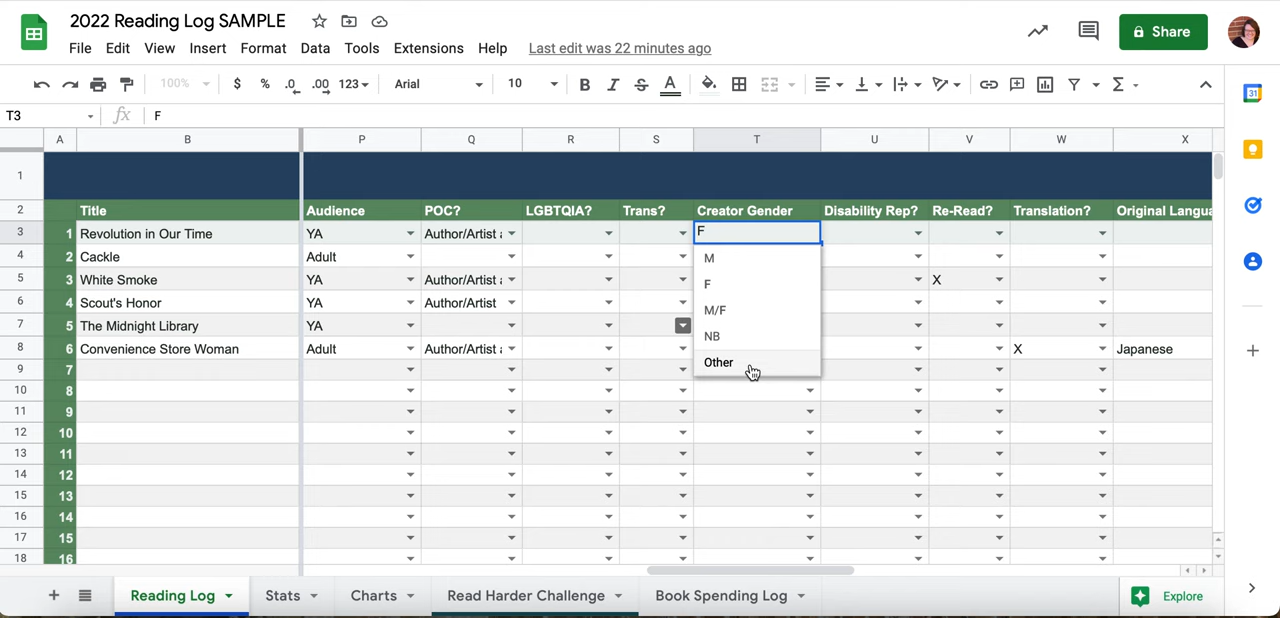 2022 Reading Log SAMPLE
File Edit View Insert Format Data Tools Extensions Help Last edit was 22 minutes ago
Share
100% $ % .0 .00 123 Arial 10 B I S A Σ
31
T3 fx F
A B P Q R S T U V W X
1
2 Title Audience POC? LGBTQIA? Trans? Creator Gender Disability Rep? Re-Read? Translation? Original Langua
3 1 Revolution in Our Time YA Author/Artist F
4 2 Cackle Adult M
5 3 White Smoke YA Author/Artist F X
6 4 Scout's Honor YA Author/Artist M/F
7 5 The Midnight Library YA NB
8 6 Convenience Store Woman Adult Author/Artist Other X Japanese
9 7
10 8
11 9
12 10
13 11
14 12
15 13
16 14
17 15
18 16
Reading Log Stats Charts Read Harder Challenge Book Spending Log Explore